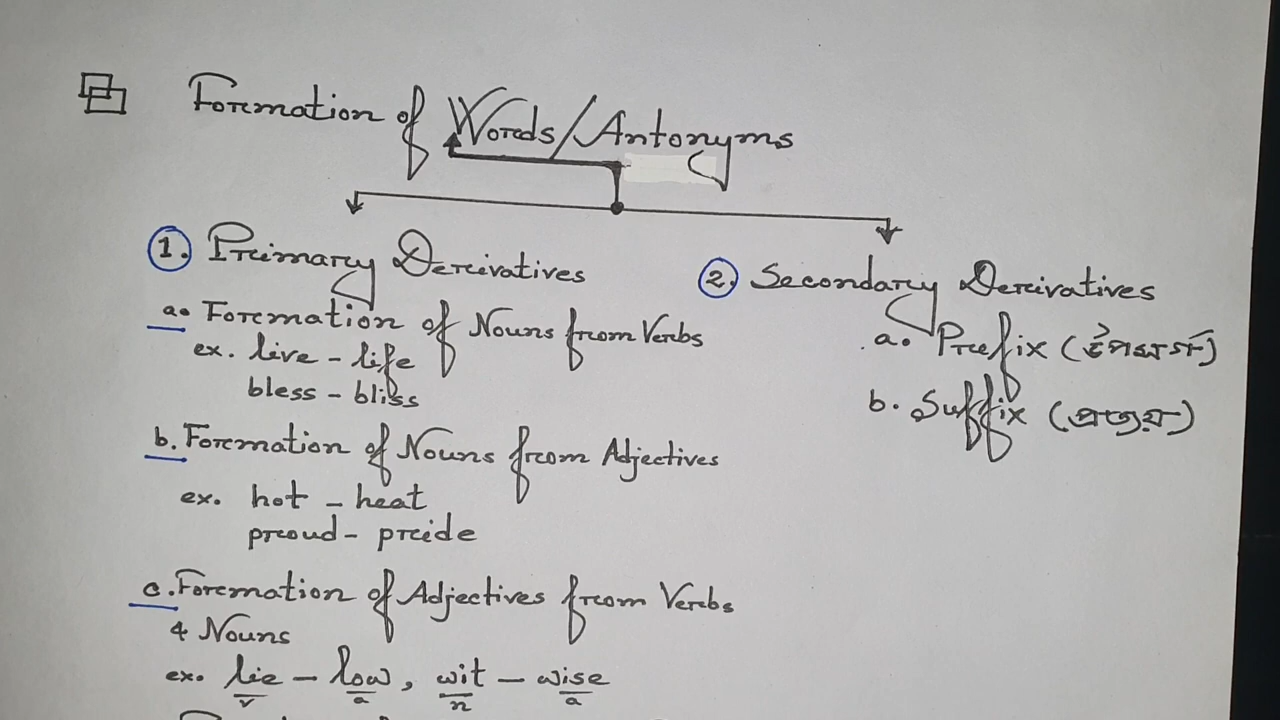 Formation of Words/Antonyms
1. Primary Derivatives
a. Formation of Nouns from Verbs
ex. live - life
bless - bliss
b. Formation of Nouns from Adjectives
ex. hot - heat
proud - pride
c. Formation of Adjectives from Verbs
& Nouns
ex. lie - low, wit - wise
v a n a
2. Secondary Derivatives
a. Prefix (উপসর্গ)
b. Suffix (প্রত্যয়)